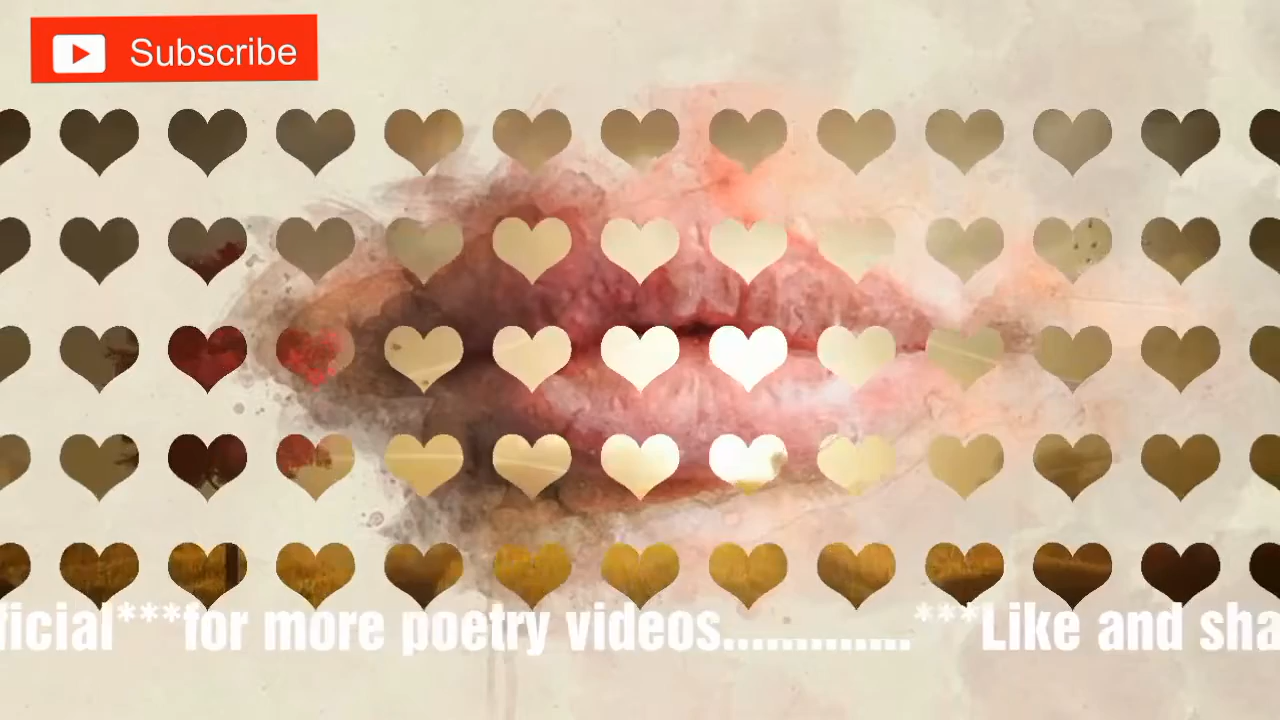 Subscribe
ficial***for more poetry videos.............***Like and sha